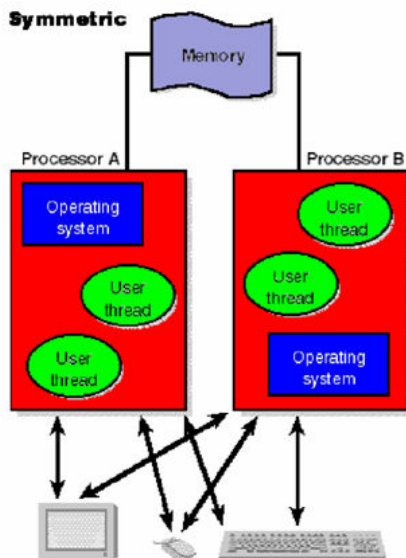 Symmetric
Memory
Processor A
Processor B
Operating
system
User
thread
User
thread
User
thread
User
thread
Operating
system